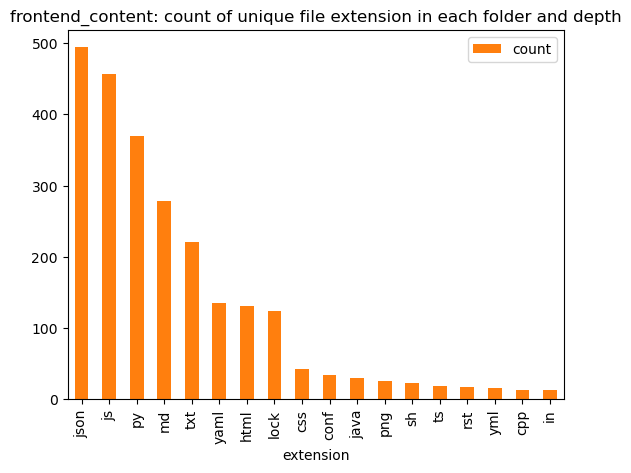 frontend_content: count of unique file extension in each folder and depth
count
500
400
300
200
100
0
json
js
py
md
txt
yaml
html
lock
css
conf
java
png
sh
ts
rst
yml
cpp
in
extension